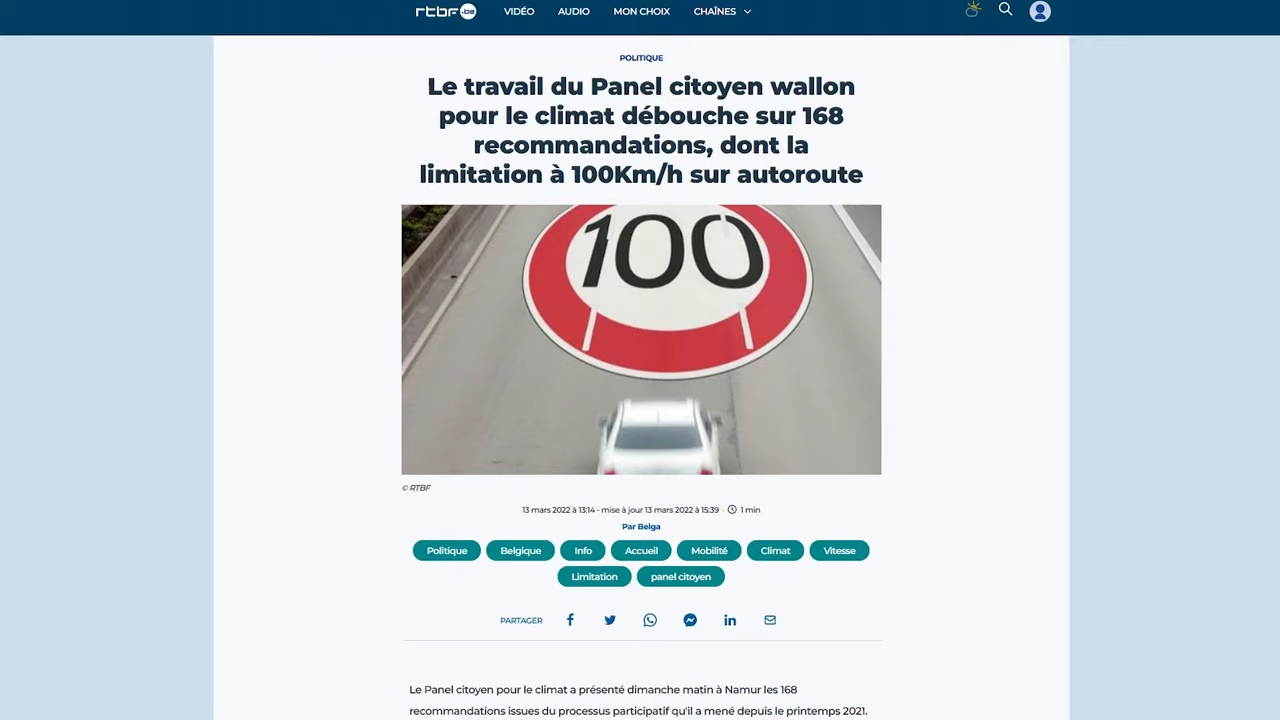 rtbf.be VIDÉO AUDIO MON CHOIX CHAÎNES
POLITIQUE
Le travail du Panel citoyen wallon
pour le climat débouche sur 168
recommandations, dont la
limitation à 100Km/h sur autoroute
100
© RTBF
13 mars 2022 à 13:14 - mise à jour 13 mars 2022 à 15:39 · 1 min
Par Belga
Politique Belgique Info Accueil Mobilité Climat Vitesse
Limitation panel citoyen
PARTAGER
Le Panel citoyen pour le climat a présenté dimanche matin à Namur les 168
recommandations issues du processus participatif qu'il a mené depuis le printemps 2021.